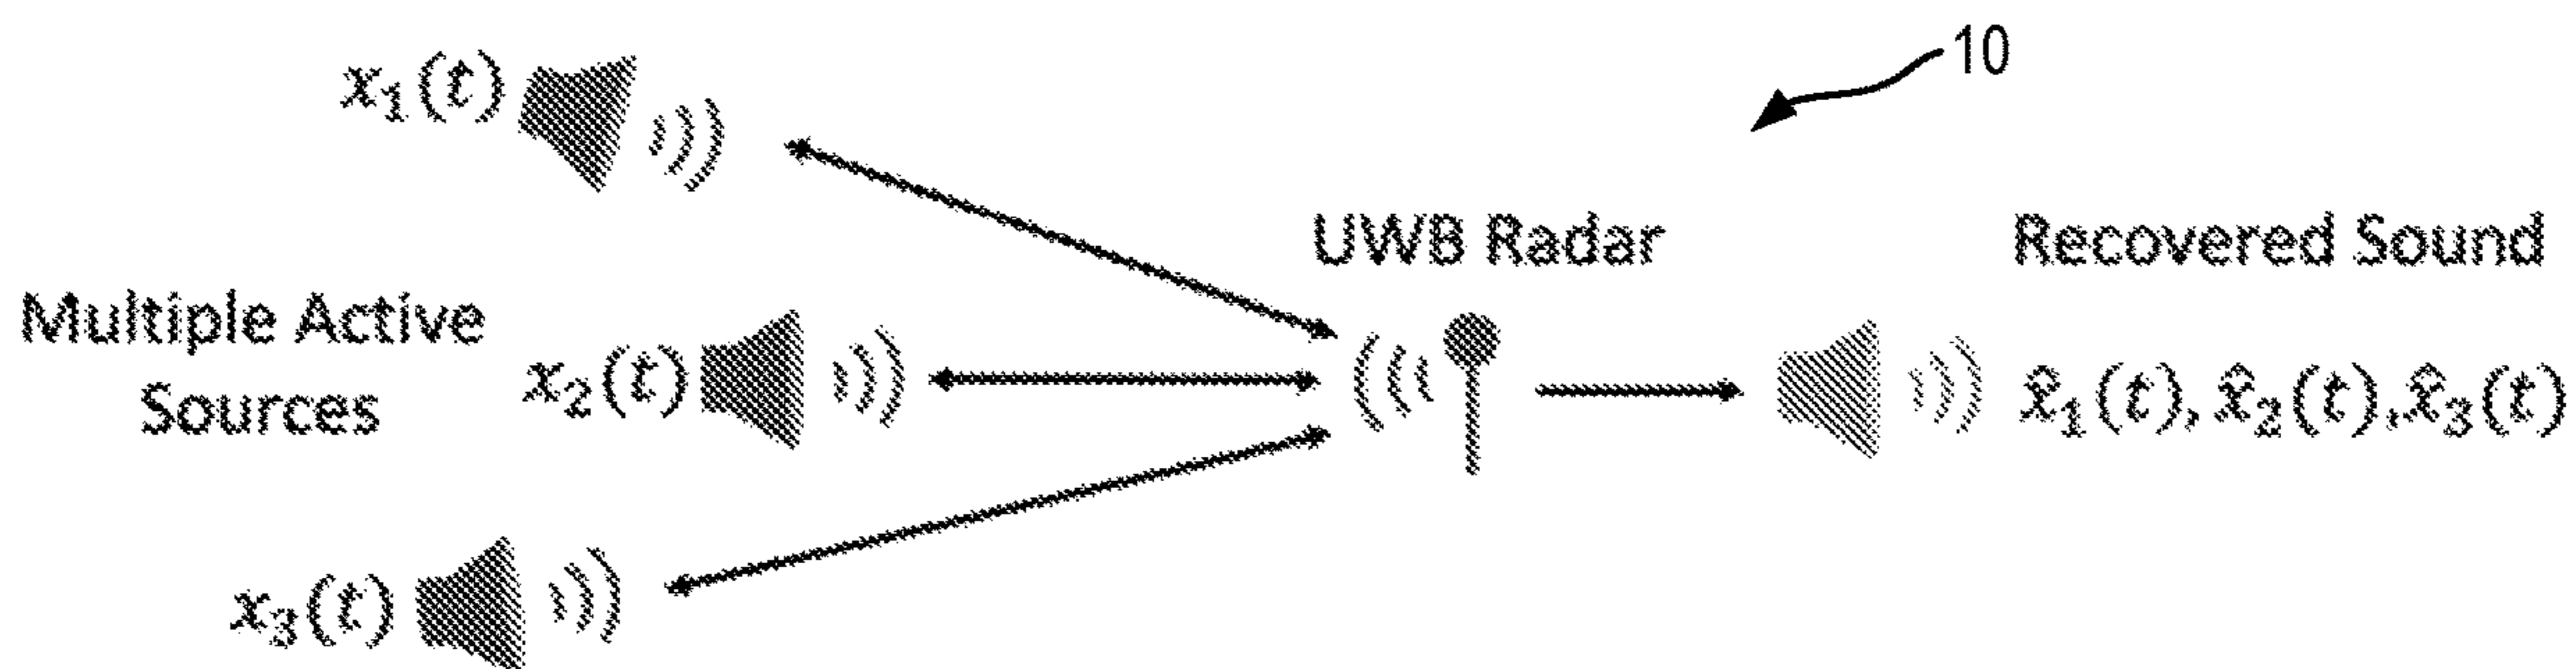 10
x₁(t)
UWB Radar
Recovered Sound
Multiple Active
Sources
x₂(t)
x̂₁(t), x̂₂(t), x̂₃(t)
x₃(t)